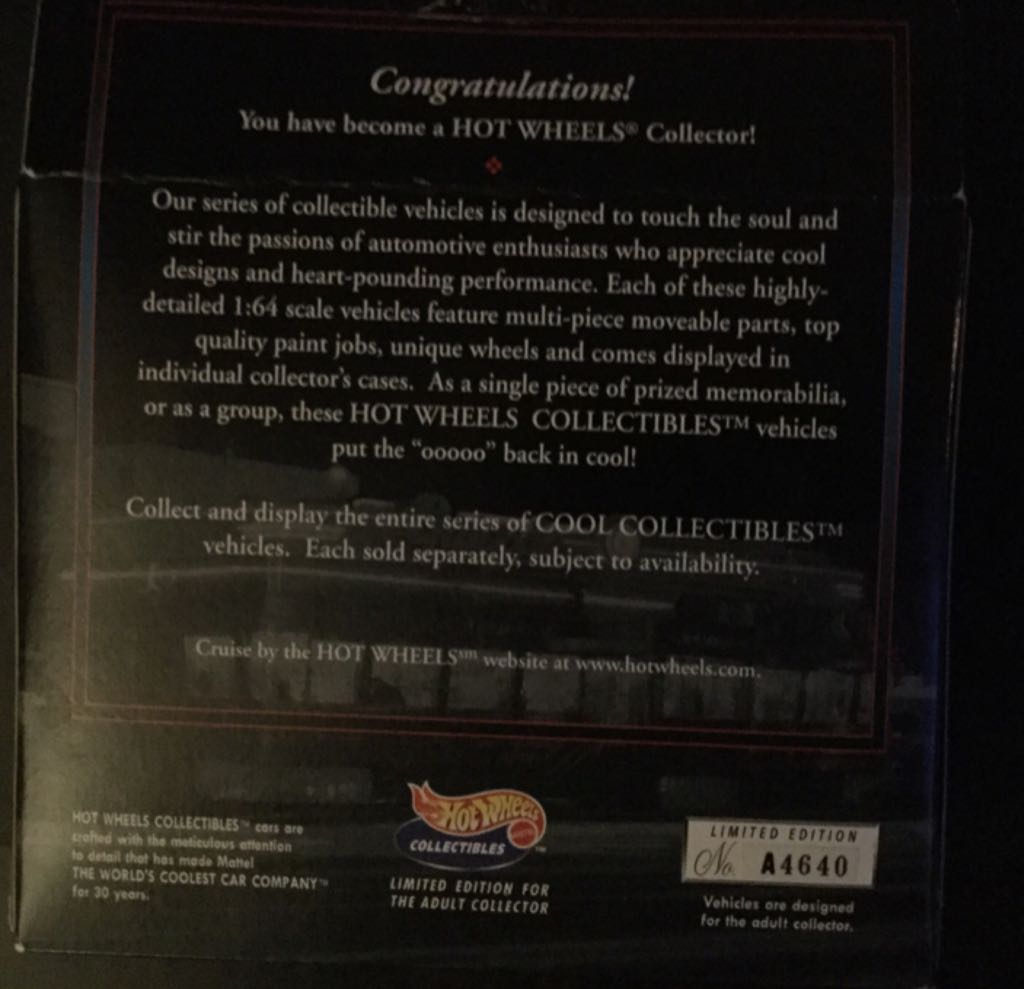 Congratulations!
You have become a HOT WHEELS® Collector!
Our series of collectible vehicles is designed to touch the soul and
stir the passions of automotive enthusiasts who appreciate cool
designs and heart-pounding performance. Each of these highly-
detailed 1:64 scale vehicles feature multi-piece moveable parts, top
quality paint jobs, unique wheels and comes displayed in
individual collector's cases. As a single piece of prized memorabilia,
or as a group, these HOT WHEELS COLLECTIBLES™ vehicles
put the "ooooo" back in cool!
Collect and display the entire series of COOL COLLECTIBLES™
vehicles. Each sold separately, subject to availability.
Cruise by the HOT WHEELS℠ website at www.hotwheels.com.
HOT WHEELS COLLECTIBLES™ cars are
crafted with the meticulous attention
to detail that has made Mattel
THE WORLD'S COOLEST CAR COMPANY™
for 30 years.
Hot Wheels
COLLECTIBLES™
LIMITED EDITION FOR
THE ADULT COLLECTOR
LIMITED EDITION
No. A4640
Vehicles are designed
for the adult collector.